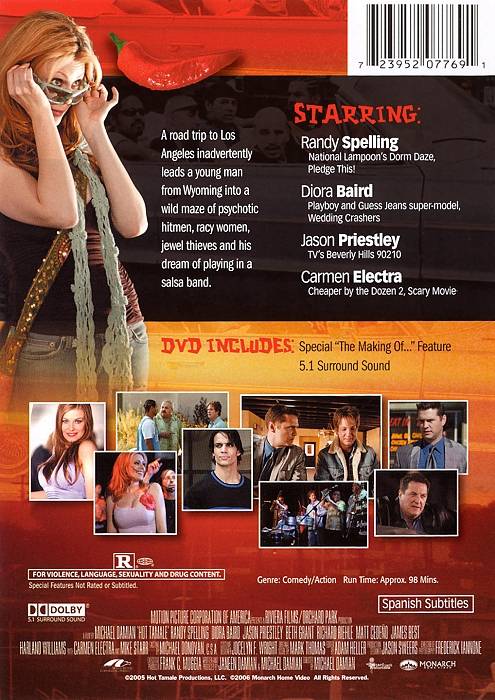 7 23952 07769 1
STARRING:
Randy Spelling
National Lampoon's Dorm Daze,
Pledge This!
Diora Baird
Playboy and Guess Jeans super-model,
Wedding Crashers
Jason Priestley
TV's Beverly Hills 90210
Carmen Electra
Cheaper by the Dozen 2, Scary Movie
A road trip to Los
Angeles inadvertently
leads a young man
from Wyoming into a
wild maze of psychotic
hitmen, racy women,
jewel thieves and his
dream of playing in a
salsa band.
DVD INCLUDES: Special "The Making Of..." Feature
5.1 Surround Sound
R
FOR VIOLENCE, LANGUAGE, SEXUALITY AND DRUG CONTENT.
Special Features Not Rated or Subtitled.
Genre: Comedy/Action Run Time: Approx. 98 Mins.
Spanish Subtitles
DOLBY
5.1 SURROUND SOUND
MOTION PICTURE CORPORATION OF AMERICA PRESENTS A RIVIERA FILMS/ORCHARD PARK PRODUCTION
A FILM BY MICHAEL DAMIAN "HOT TAMALE" RANDY SPELLING DIORA BAIRD JASON PRIESTLEY BETH GRANT RICHARD RIEHLE MATT CEDEÑO JAMES BEST
HARLAND WILLIAMS CARMEN ELECTRA MIKE STARR MICHAEL DONOVAN C.S.A. JOCELYN F. WRIGHT MARK THOMAS ADAM HELLER JASON SWIERS FREDERICK IANNONE
FRANK G. MUGEIA JANEEN DAMIAN MICHAEL DAMIAN MICHAEL DAMIAN
©2005 Hot Tamale Productions, LLC. ©2006 Monarch Home Video All Rights Reserved.
MONARCH